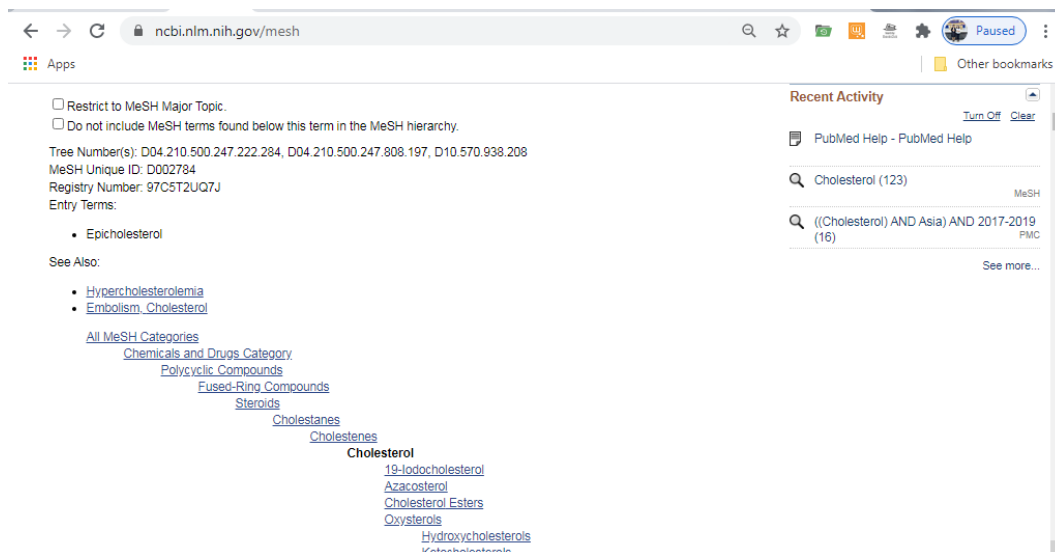 ncbi.nlm.nih.gov/mesh
Paused
Apps
Other bookmarks
Restrict to MeSH Major Topic.
Do not include MeSH terms found below this term in the MeSH hierarchy.
Tree Number(s): D04.210.500.247.222.284, D04.210.500.247.808.197, D10.570.938.208
MeSH Unique ID: D002784
Registry Number: 97C5T2UQ7J
Entry Terms:
Epicholesterol
See Also:
Hypercholesterolemia
Embolism, Cholesterol
All MeSH Categories
Chemicals and Drugs Category
Polycyclic Compounds
Fused-Ring Compounds
Steroids
Cholestanes
Cholestenes
Cholesterol
19-Iodocholesterol
Azacosterol
Cholesterol Esters
Oxysterols
Hydroxycholesterols
Ketocholesterols
Recent Activity
Turn Off Clear
PubMed Help - PubMed Help
Cholesterol (123)
MeSH
((Cholesterol) AND Asia) AND 2017-2019
(16)
PMC
See more...